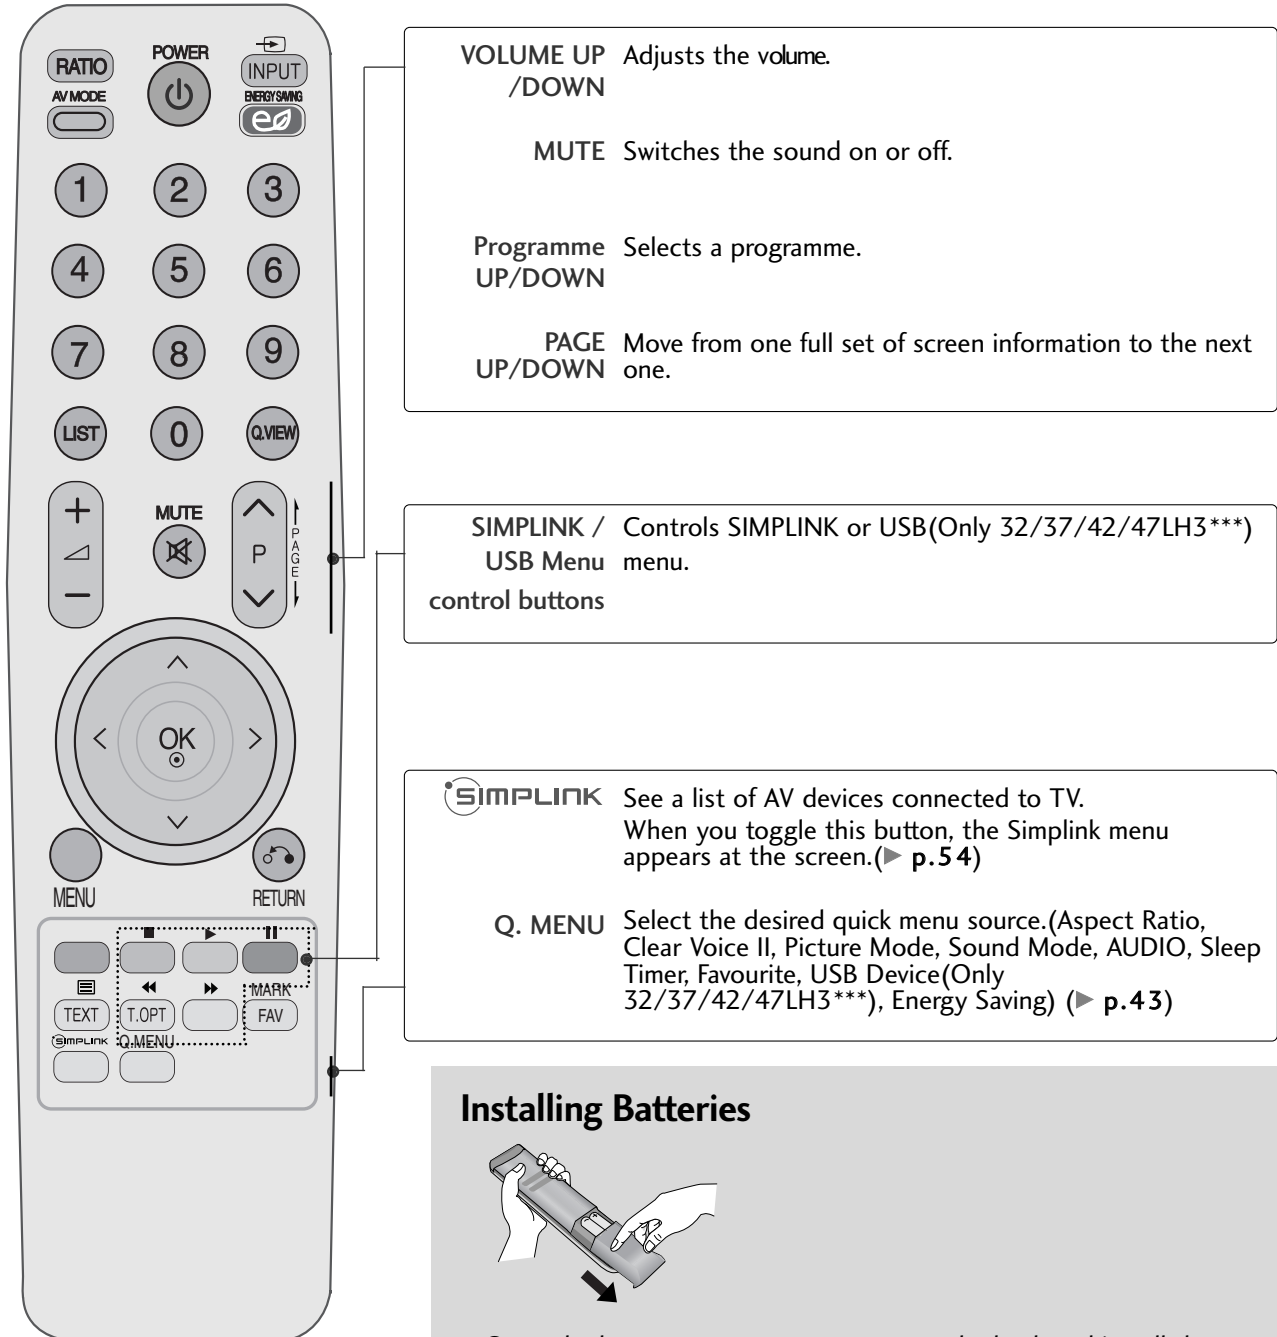 RATIO
POWER
INPUT
AV MODE
ENERGY SAVING
e
1 2 3
4 5 6
7 8 9
LIST 0 Q.VIEW
MUTE
P
PAGE
OK
MENU
RETURN
MARK
TEXT T.OPT FAV
SIMPLINK Q.MENU
VOLUME UP Adjusts the volume.
/DOWN
MUTE Switches the sound on or off.
Programme Selects a programme.
UP/DOWN
PAGE Move from one full set of screen information to the next
UP/DOWN one.
SIMPLINK / Controls SIMPLINK or USB(Only 32/37/42/47LH3***)
USB Menu menu.
control buttons
SIMPLINK See a list of AV devices connected to TV.
When you toggle this button, the Simplink menu
appears at the screen.(► p.54)
Q. MENU Select the desired quick menu source.(Aspect Ratio,
Clear Voice II, Picture Mode, Sound Mode, AUDIO, Sleep
Timer, Favourite, USB Device(Only
32/37/42/47LH3***), Energy Saving) (► p.43)
Installing Batteries